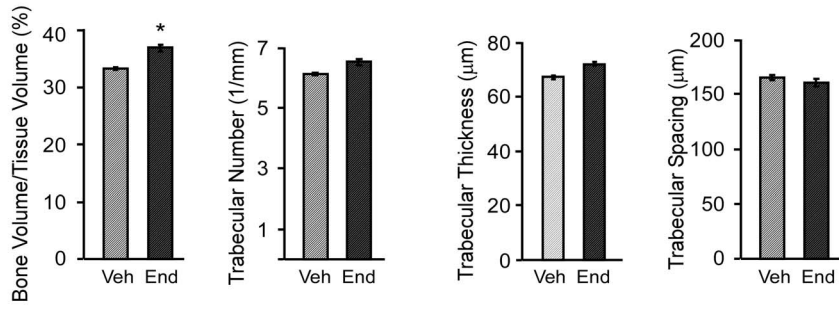 Bone Volume/Tissue Volume (%)
40
30
20
10
0
*
Veh End
Trabecular Number (1/mm)
7
5
3
1
Veh End
Trabecular Thickness (µm)
80
60
40
20
0
Veh End
Trabecular Spacing (µm)
200
150
100
50
0
Veh End